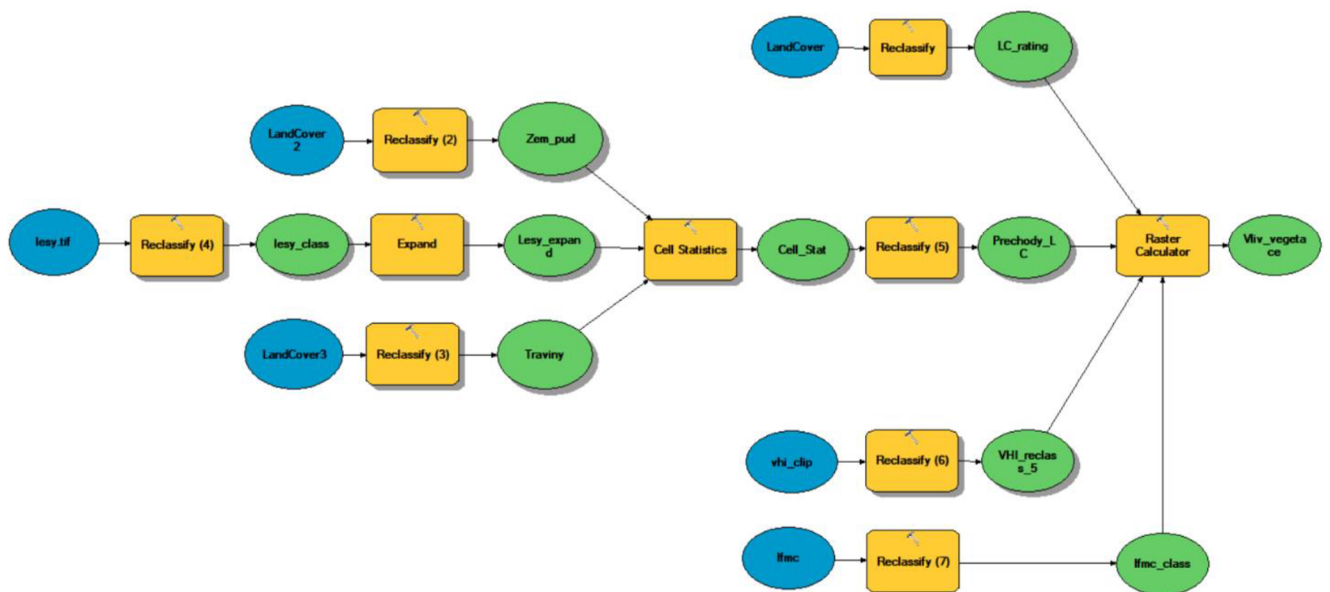 LandCover
Reclassify
LC_rating
LandCover
2
Reclassify (2)
Zem_pud
lesy.tif
Reclassify (4)
lesy_class
Expand
Lesy_expan
d
Cell Statistics
Cell_Stat
Reclassify (5)
Prechody_L
C
Raster
Calculator
Vliv_vegeta
ce
LandCover3
Reclassify (3)
Traviny
vhi_clip
Reclassify (6)
VHI_reclas
s_5
lfmc
Reclassify (7)
lfmc_class